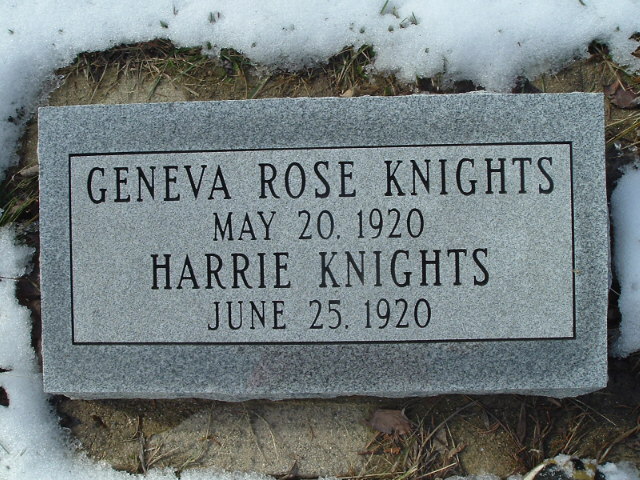 GENEVA ROSE KNIGHTS
MAY 20. 1920
HARRIE KNIGHTS
JUNE 25. 1920